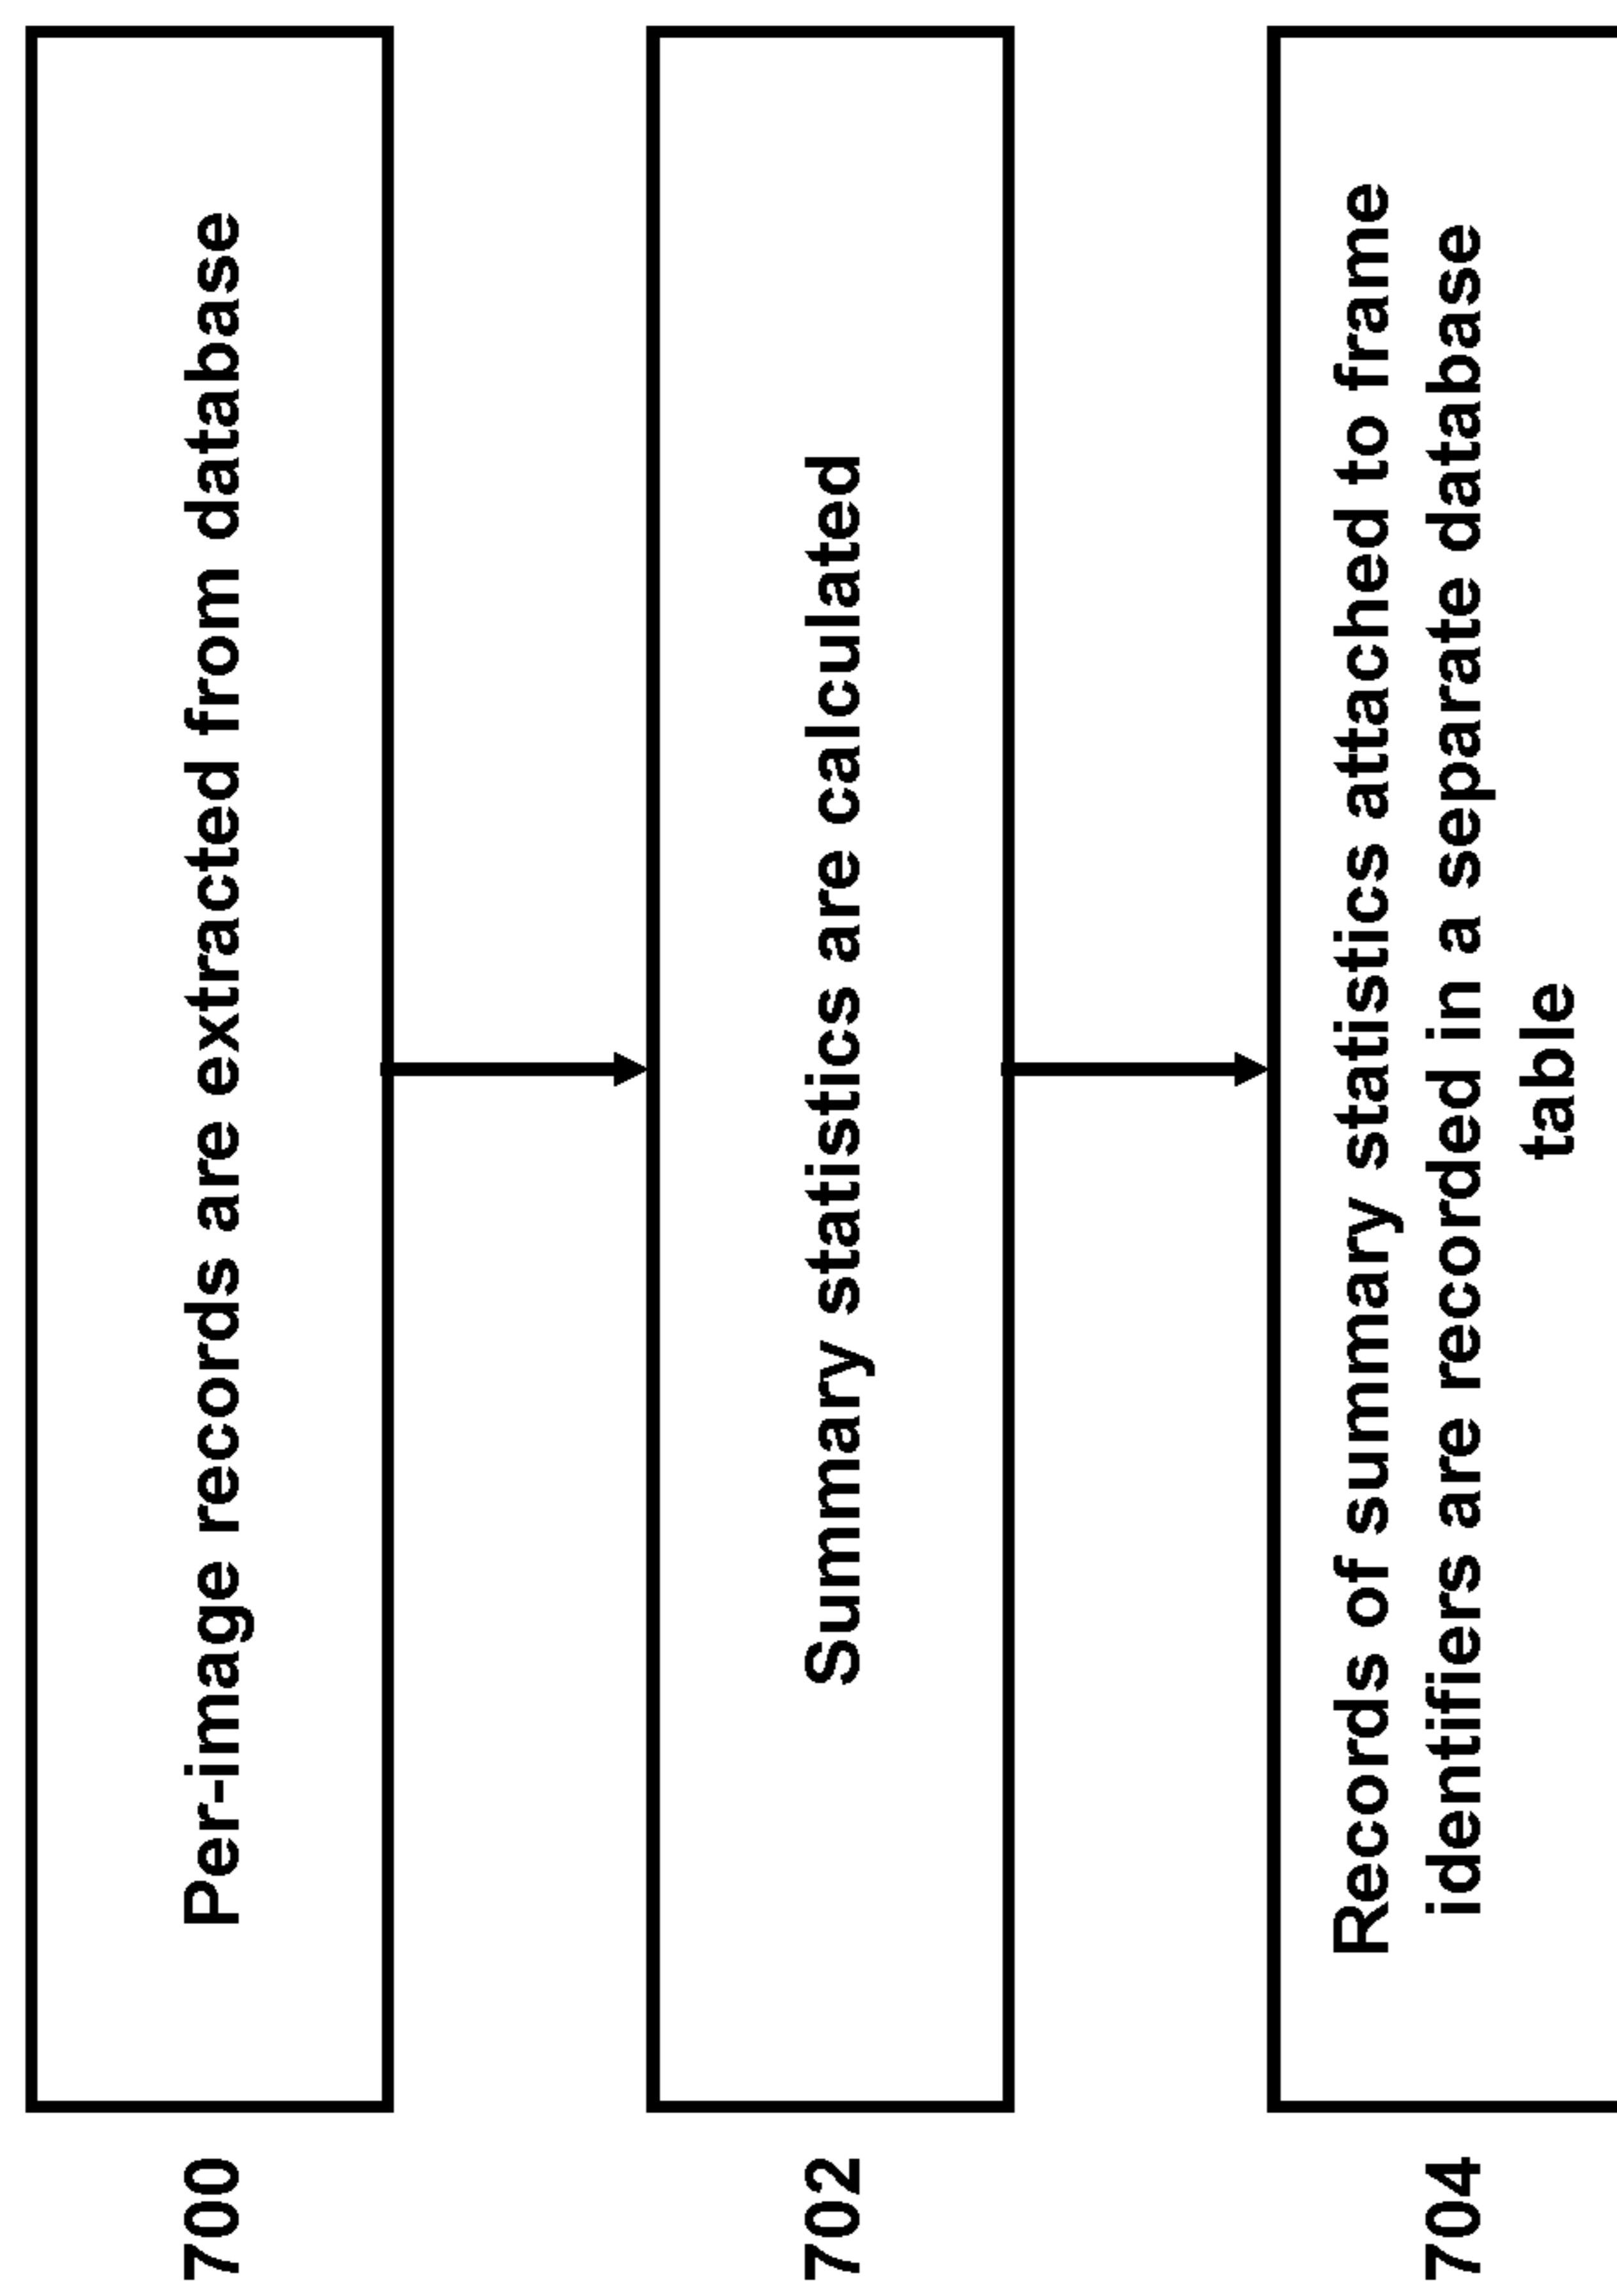 700
Per-image records are extracted from database
702
Summary statistics are calculated
704
Records of summary statistics attached to frame
identifiers are recorded in a separate database
table